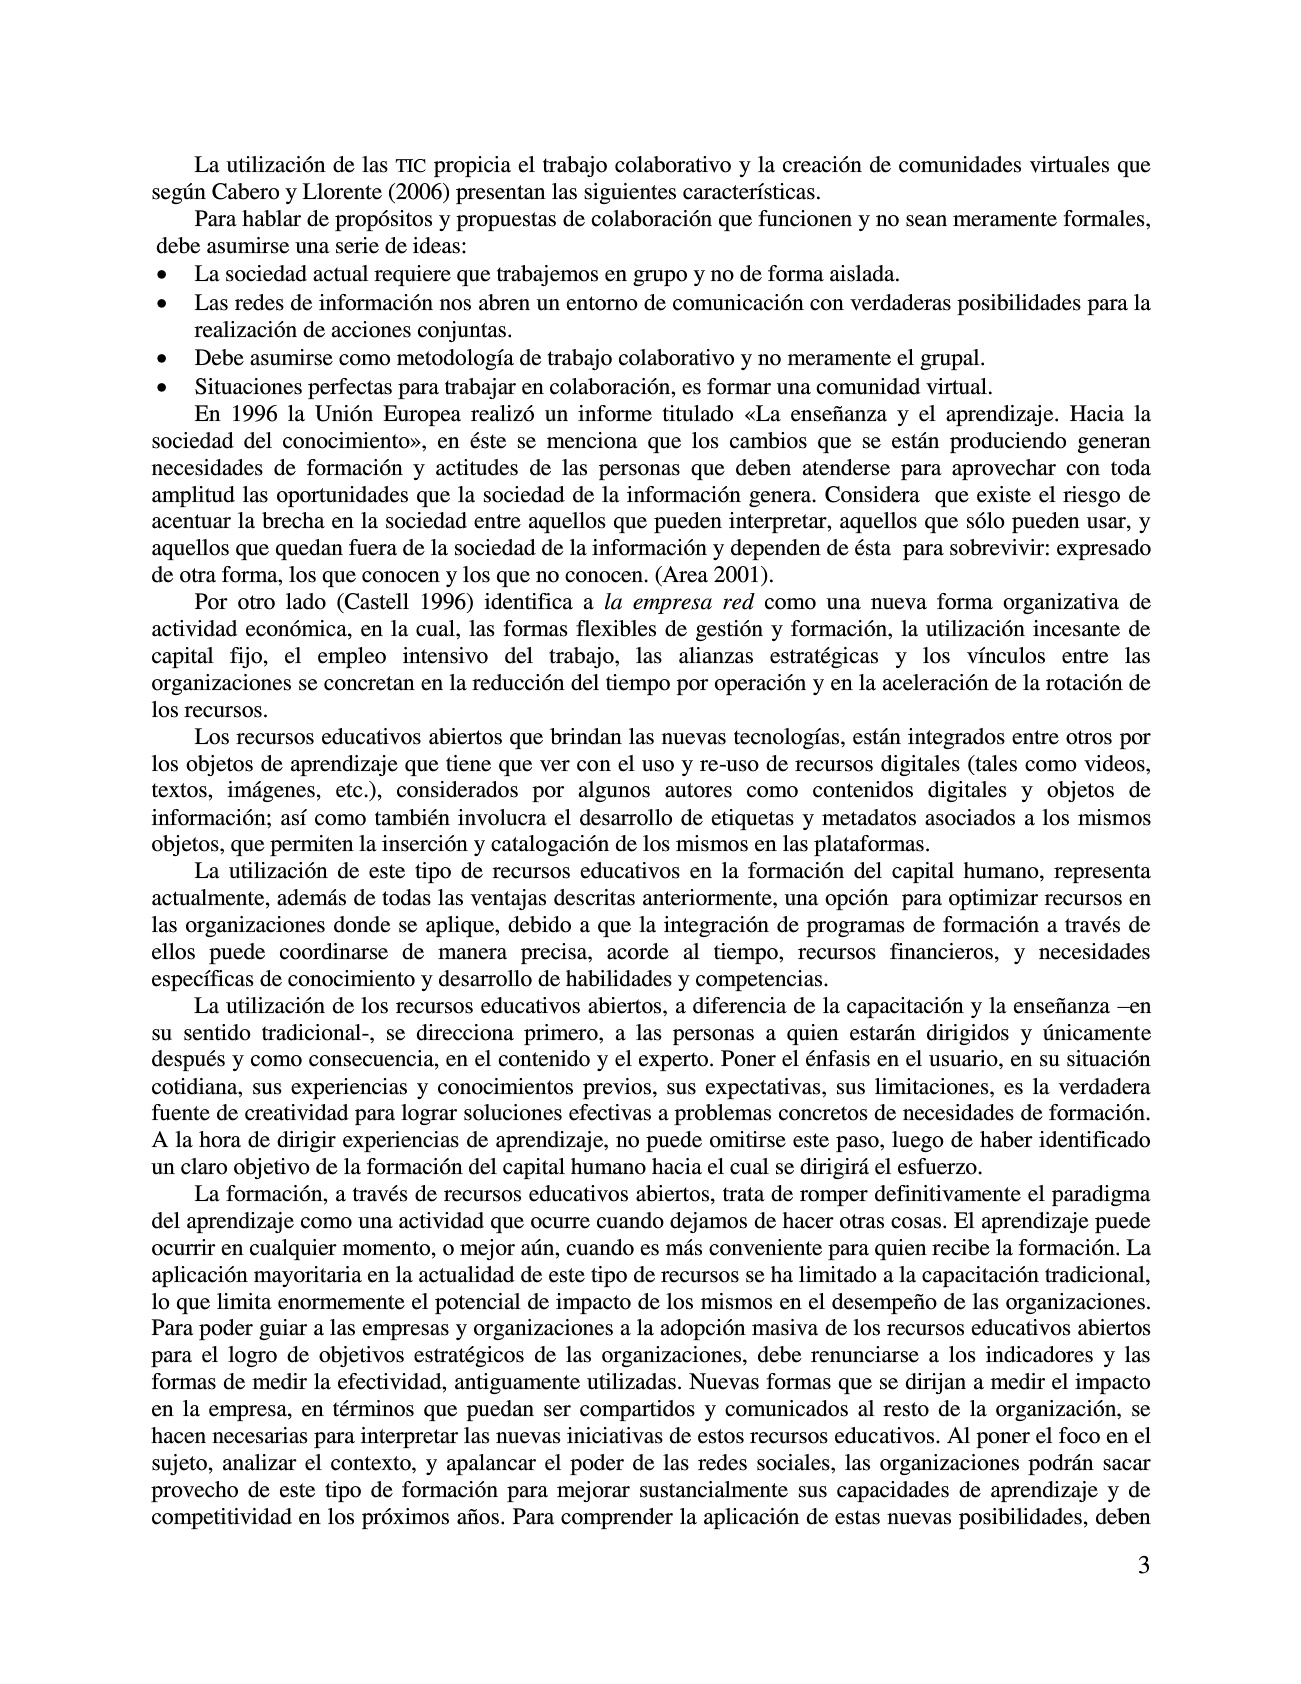 La utilización de las TIC propicia el trabajo colaborativo y la creación de comunidades virtuales que
según Cabero y Llorente (2006) presentan las siguientes características.
Para hablar de propósitos y propuestas de colaboración que funcionen y no sean meramente formales,
debe asumirse una serie de ideas:
• La sociedad actual requiere que trabajemos en grupo y no de forma aislada.
• Las redes de información nos abren un entorno de comunicación con verdaderas posibilidades para la
realización de acciones conjuntas.
• Debe asumirse como metodología de trabajo colaborativo y no meramente el grupal.
• Situaciones perfectas para trabajar en colaboración, es formar una comunidad virtual.
En 1996 la Unión Europea realizó un informe titulado «La enseñanza y el aprendizaje. Hacia la
sociedad del conocimiento», en éste se menciona que los cambios que se están produciendo generan
necesidades de formación y actitudes de las personas que deben atenderse para aprovechar con toda
amplitud las oportunidades que la sociedad de la información genera. Considera que existe el riesgo de
acentuar la brecha en la sociedad entre aquellos que pueden interpretar, aquellos que sólo pueden usar, y
aquellos que quedan fuera de la sociedad de la información y dependen de ésta para sobrevivir: expresado
de otra forma, los que conocen y los que no conocen. (Area 2001).
Por otro lado (Castell 1996) identifica a la empresa red como una nueva forma organizativa de
actividad económica, en la cual, las formas flexibles de gestión y formación, la utilización incesante de
capital fijo, el empleo intensivo del trabajo, las alianzas estratégicas y los vínculos entre las
organizaciones se concretan en la reducción del tiempo por operación y en la aceleración de la rotación de
los recursos.
Los recursos educativos abiertos que brindan las nuevas tecnologías, están integrados entre otros por
los objetos de aprendizaje que tiene que ver con el uso y re-uso de recursos digitales (tales como videos,
textos, imágenes, etc.), considerados por algunos autores como contenidos digitales y objetos de
información; así como también involucra el desarrollo de etiquetas y metadatos asociados a los mismos
objetos, que permiten la inserción y catalogación de los mismos en las plataformas.
La utilización de este tipo de recursos educativos en la formación del capital humano, representa
actualmente, además de todas las ventajas descritas anteriormente, una opción para optimizar recursos en
las organizaciones donde se aplique, debido a que la integración de programas de formación a través de
ellos puede coordinarse de manera precisa, acorde al tiempo, recursos financieros, y necesidades
específicas de conocimiento y desarrollo de habilidades y competencias.
La utilización de los recursos educativos abiertos, a diferencia de la capacitación y la enseñanza –en
su sentido tradicional-, se direcciona primero, a las personas a quien estarán dirigidos y únicamente
después y como consecuencia, en el contenido y el experto. Poner el énfasis en el usuario, en su situación
cotidiana, sus experiencias y conocimientos previos, sus expectativas, sus limitaciones, es la verdadera
fuente de creatividad para lograr soluciones efectivas a problemas concretos de necesidades de formación.
A la hora de dirigir experiencias de aprendizaje, no puede omitirse este paso, luego de haber identificado
un claro objetivo de la formación del capital humano hacia el cual se dirigirá el esfuerzo.
La formación, a través de recursos educativos abiertos, trata de romper definitivamente el paradigma
del aprendizaje como una actividad que ocurre cuando dejamos de hacer otras cosas. El aprendizaje puede
ocurrir en cualquier momento, o mejor aún, cuando es más conveniente para quien recibe la formación. La
aplicación mayoritaria en la actualidad de este tipo de recursos se ha limitado a la capacitación tradicional,
lo que limita enormemente el potencial de impacto de los mismos en el desempeño de las organizaciones.
Para poder guiar a las empresas y organizaciones a la adopción masiva de los recursos educativos abiertos
para el logro de objetivos estratégicos de las organizaciones, debe renunciarse a los indicadores y las
formas de medir la efectividad, antiguamente utilizadas. Nuevas formas que se dirijan a medir el impacto
en la empresa, en términos que puedan ser compartidos y comunicados al resto de la organización, se
hacen necesarias para interpretar las nuevas iniciativas de estos recursos educativos. Al poner el foco en el
sujeto, analizar el contexto, y apalancar el poder de las redes sociales, las organizaciones podrán sacar
provecho de este tipo de formación para mejorar sustancialmente sus capacidades de aprendizaje y de
competitividad en los próximos años. Para comprender la aplicación de estas nuevas posibilidades, deben
3